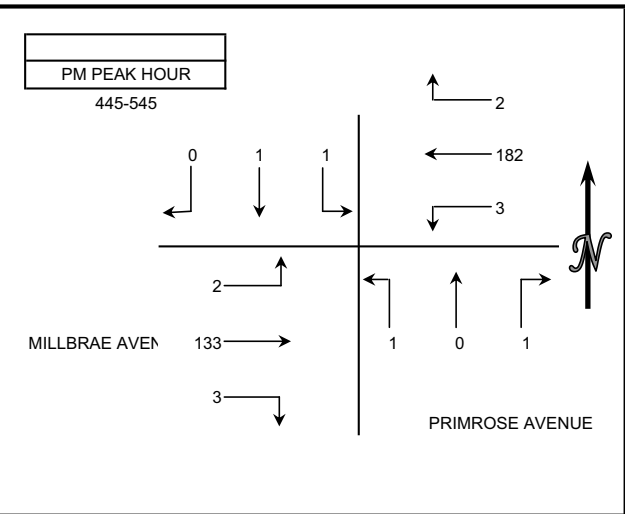 PM PEAK HOUR
445-545
2
0 1 1
182
3
N
2
MILLBRAE AVEN 133
1 0 1
3
PRIMROSE AVENUE